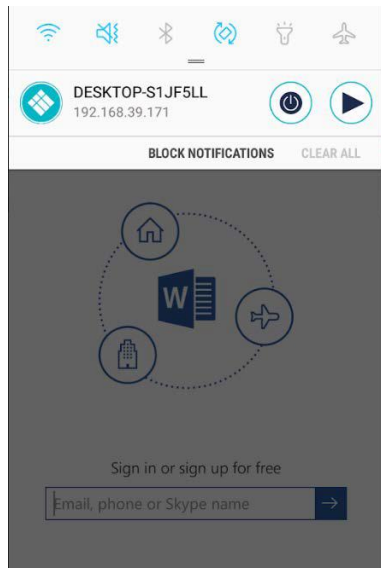 DESKTOP-S1JF5LL
192.168.39.171
BLOCK NOTIFICATIONS CLEAR ALL
W
Sign in or sign up for free
Email, phone or Skype name